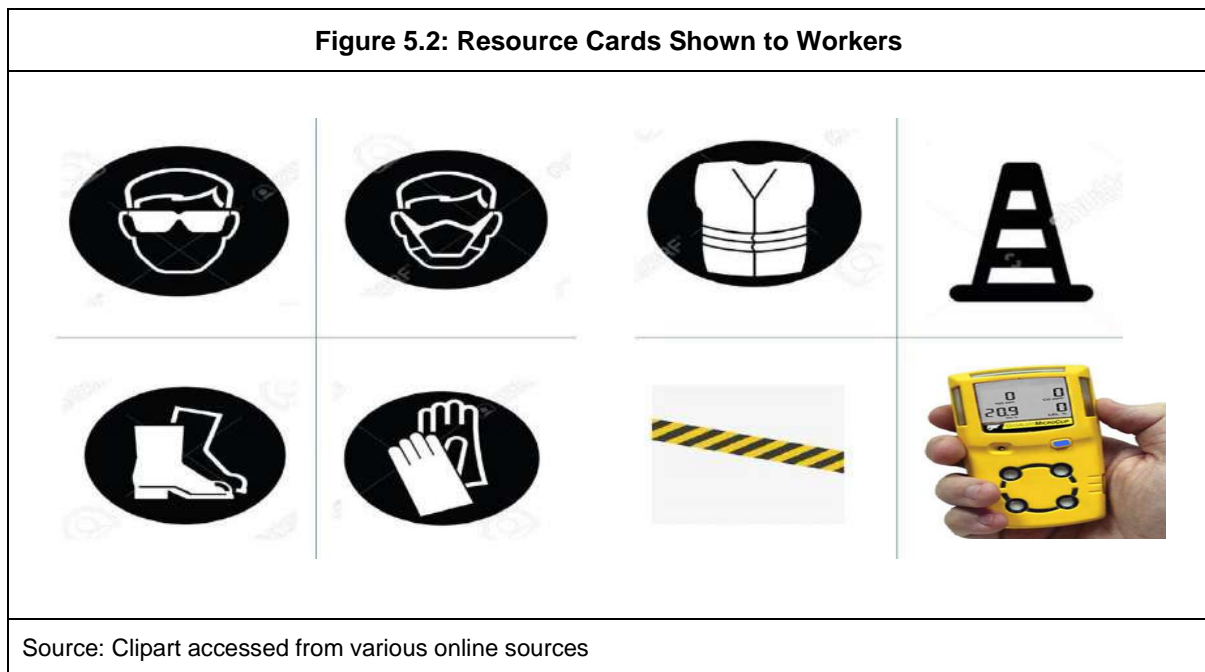 Figure 5.2: Resource Cards Shown to Workers
0 0
20.9 0
MicroClip
Source: Clipart accessed from various online sources